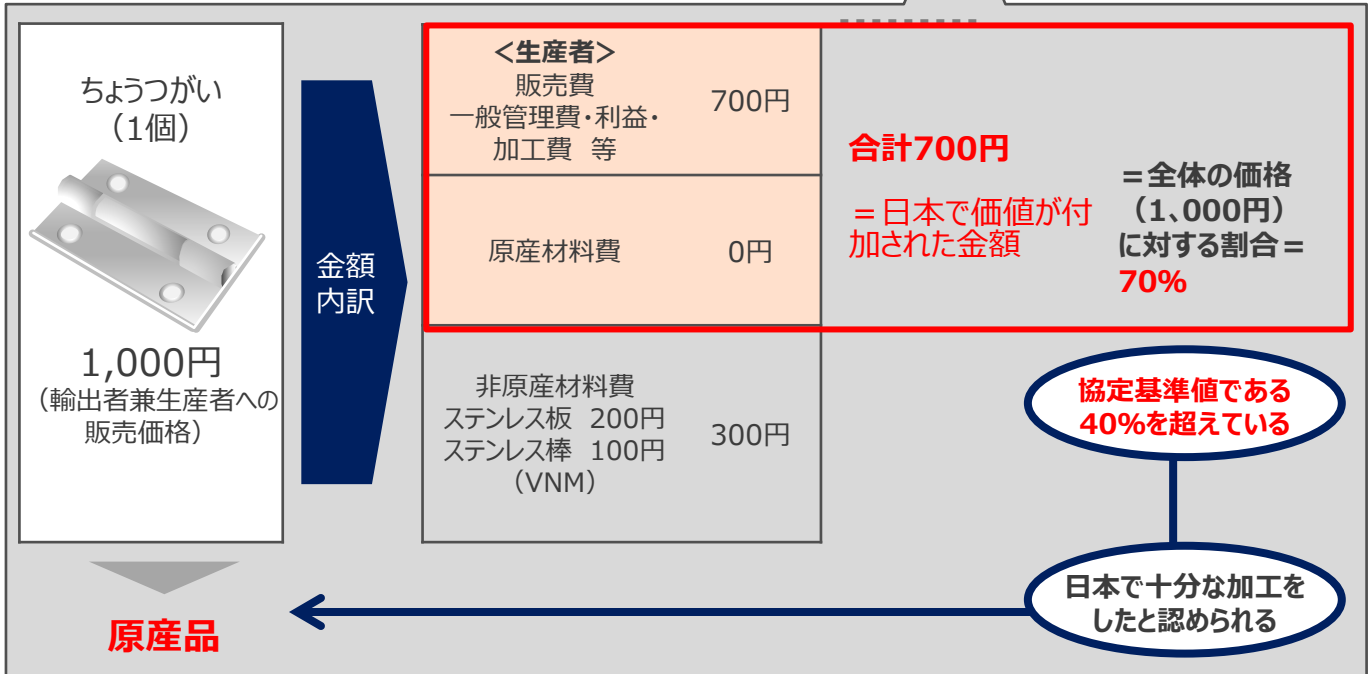 ちょうつがい
（1個）
1,000円
（輸出者兼生産者への
販売価格）
原産品
金額
内訳
＜生産者＞
販売費
一般管理費・利益・
加工費 等
700円
原産材料費
0円
非原産材料費
ステンレス板 200円
ステンレス棒 100円
（VNM）
300円
合計700円
＝日本で価値が付
加された金額
＝全体の価格
（1、000円）
に対する割合＝
70%
協定基準値である
40%を超えている
日本で十分な加工を
したと認められる